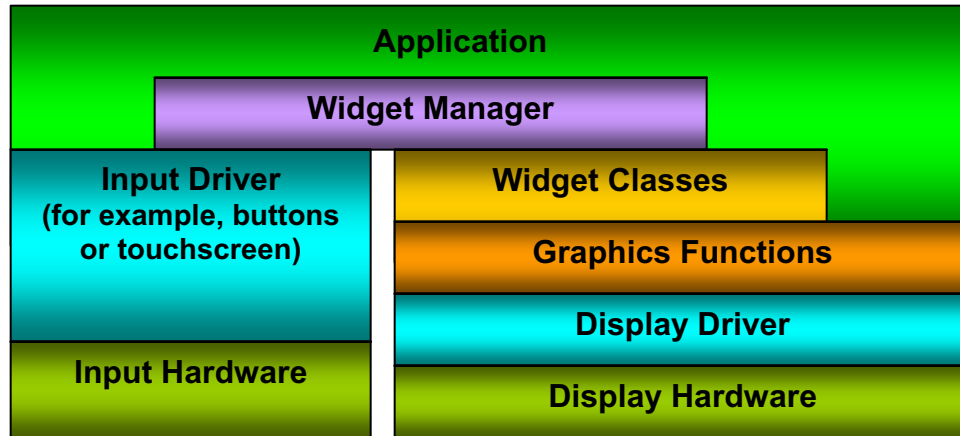 Application
Widget Manager
Input Driver
(for example, buttons
or touchscreen)
Widget Classes
Graphics Functions
Display Driver
Input Hardware
Display Hardware